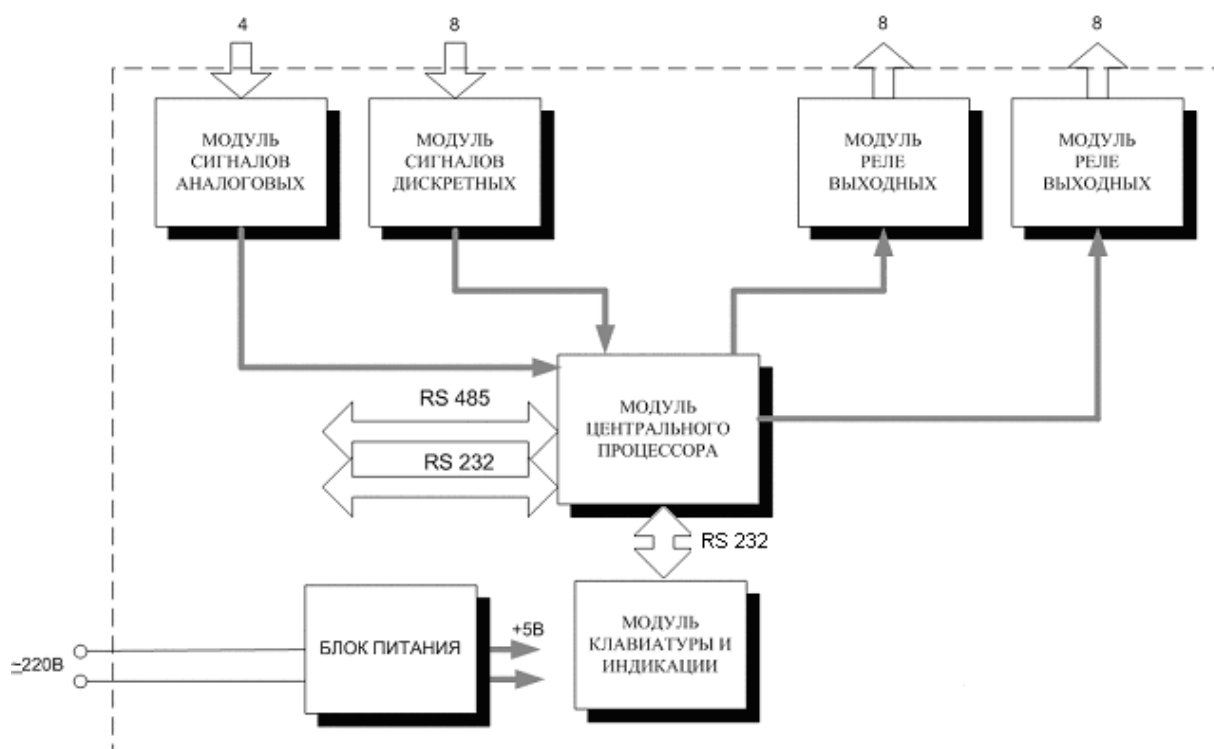 4
8
8
8
МОДУЛЬ
СИГНАЛОВ
АНАЛОГОВЫХ
МОДУЛЬ
СИГНАЛОВ
ДИСКРЕТНЫХ
МОДУЛЬ
РЕЛЕ
ВЫХОДНЫХ
МОДУЛЬ
РЕЛЕ
ВЫХОДНЫХ
RS 485
RS 232
МОДУЛЬ
ЦЕНТРАЛЬНОГО
ПРОЦЕССОРА
RS 232
≃220В
БЛОК ПИТАНИЯ
+5В
МОДУЛЬ
КЛАВИАТУРЫ И
ИНДИКАЦИИ